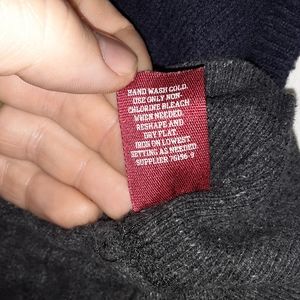 HAND WASH COLD.
USE ONLY NON-
CHLORINE BLEACH
WHEN NEEDED.
RESHAPE AND
DRY FLAT.
IRON ON LOWEST
SETTING AS NEEDED
SUPPLIER 76196-9